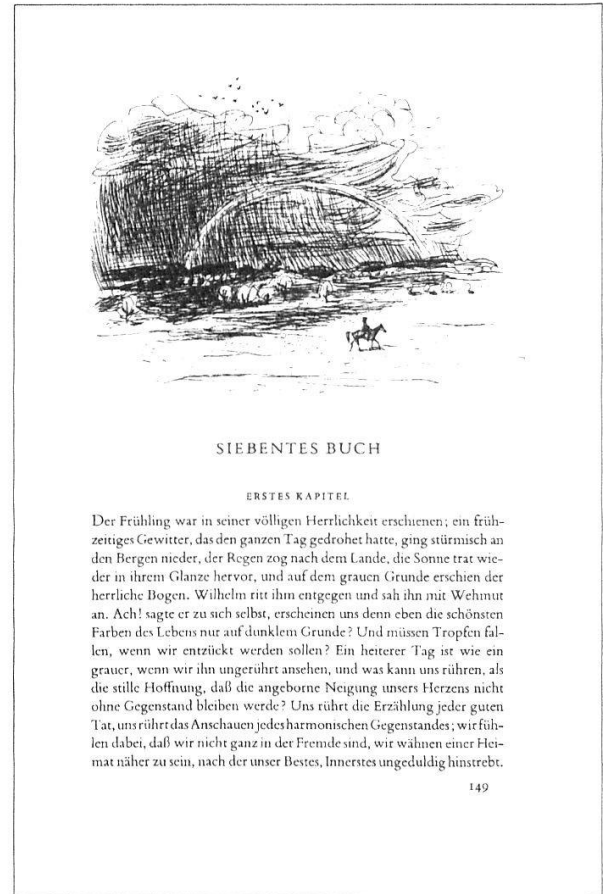 SIEBENTES BUCH
ERSTES KAPITEL
Der Frühling war in seiner völligen Herrlichkeit erschienen; ein früh-
zeitiges Gewitter, das den ganzen Tag gedrohet hatte, ging stürmisch an
den Bergen nieder, der Regen zog nach dem Lande, die Sonne trat wie-
der in ihrem Glanze hervor, und auf dem grauen Grunde erschien der
herrliche Bogen. Wilhelm ritt ihm entgegen und sah ihn mit Wehmut
an. Ach! sagte er zu sich selbst, erscheinen uns denn eben die schönsten
Farben des Lebens nur auf dunklem Grunde? Und müssen Tropfen fal-
len, wenn wir entzückt werden sollen? Ein heiterer Tag ist wie ein
grauer, wenn wir ihn ungerührt ansehen, und was kann uns rühren, als
die stille Hoffnung, daß die angeborne Neigung unsers Herzens nicht
ohne Gegenstand bleiben werde? Uns rührt die Erzählung jeder guten
Tat, uns rührt das Anschauen jedes harmonischen Gegenstandes; wir füh-
len dabei, daß wir nicht ganz in der Fremde sind, wir wähnen einer Hei-
mat näher zu sein, nach der unser Bestes, Innerstes ungeduldig hinstrebt.
149